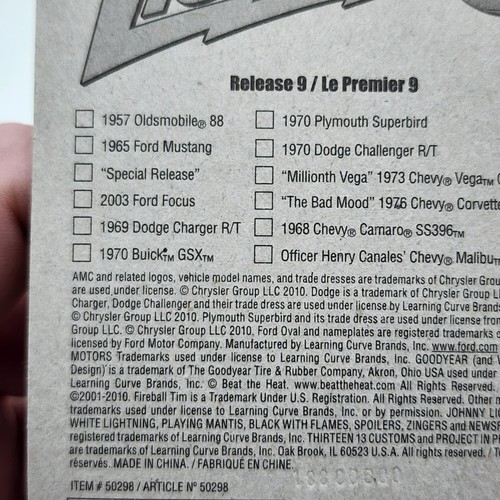 Release 9 / Le Premier 9
1957 Oldsmobile® 88
1965 Ford Mustang
"Special Release"
2003 Ford Focus
1969 Dodge Charger R/T
1970 Buick™ GSX™
1970 Plymouth Superbird
1970 Dodge Challenger R/T
"Millionth Vega" 1973 Chevy® Vega™
"The Bad Mood" 1976 Chevy® Corvette
1968 Chevy® Camaro® SS396™
Officer Henry Canales' Chevy® Malibu™
AMC and related logos, vehicle model names, and trade dresses are trademarks of Chrysler Grou
are used under license. © Chrysler Group LLC 2010. Dodge is a trademark of Chrysler Group L
Charger, Dodge Challenger and their trade dress are used under license by Learning Curve Brands
© Chrysler Group LLC 2010. Plymouth Superbird and its trade dress are used under license from
Group LLC. © Chrysler Group LLC 2010. Ford Oval and nameplates are registered trademarks o
licensed by Ford Motor Company. Manufactured by Learning Curve Brands, Inc. www.ford.com
MOTORS Trademarks used under license to Learning Curve Brands, Inc. GOODYEAR (and W
Design) is a trademark of The Goodyear Tire & Rubber Company, Akron, Ohio USA used under
Learning Curve Brands, Inc. © Beat the Heat. www.beattheheat.com All Rights Reserved.
©2001-2010. Fireball Tim is a Trademark Under U.S. Registration. All Rights Reserved. Other m
trademarks used under license to Learning Curve Brands, Inc. or by permission. JOHNNY LI
WHITE LIGHTNING, PLAYING MANTIS, BLACK WITH FLAMES, SPOILERS, ZINGERS and NEWSF
registered trademarks of Learning Curve Brands, Inc. THIRTEEN 13 CUSTOMS and PROJECT IN P
are trademarks of Learning Curve Brands, Inc. Oak Brook, IL 60523 U.S.A. All rights reserved. / T
réservés. MADE IN CHINA. / FABRIQUÉ EN CHINE.
ITEM # 50298 / ARTICLE N° 50298